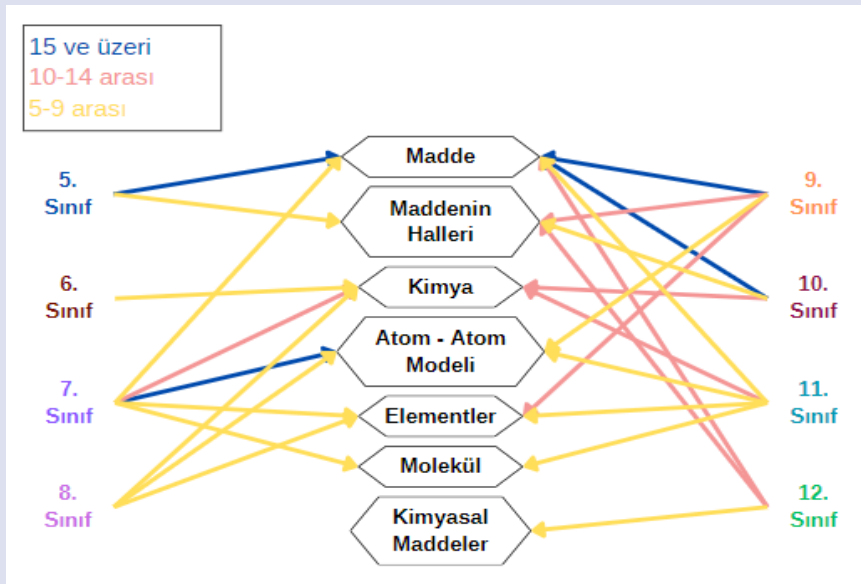 15 ve üzeri
10-14 arası
5-9 arası
5.
Sınıf
6.
Sınıf
7.
Sınıf
8.
Sınıf
Madde
Maddenin
Halleri
Kimya
Atom - Atom
Modeli
Elementler
Molekül
Kimyasal
Maddeler
9.
Sınıf
10.
Sınıf
11.
Sınıf
12.
Sınıf